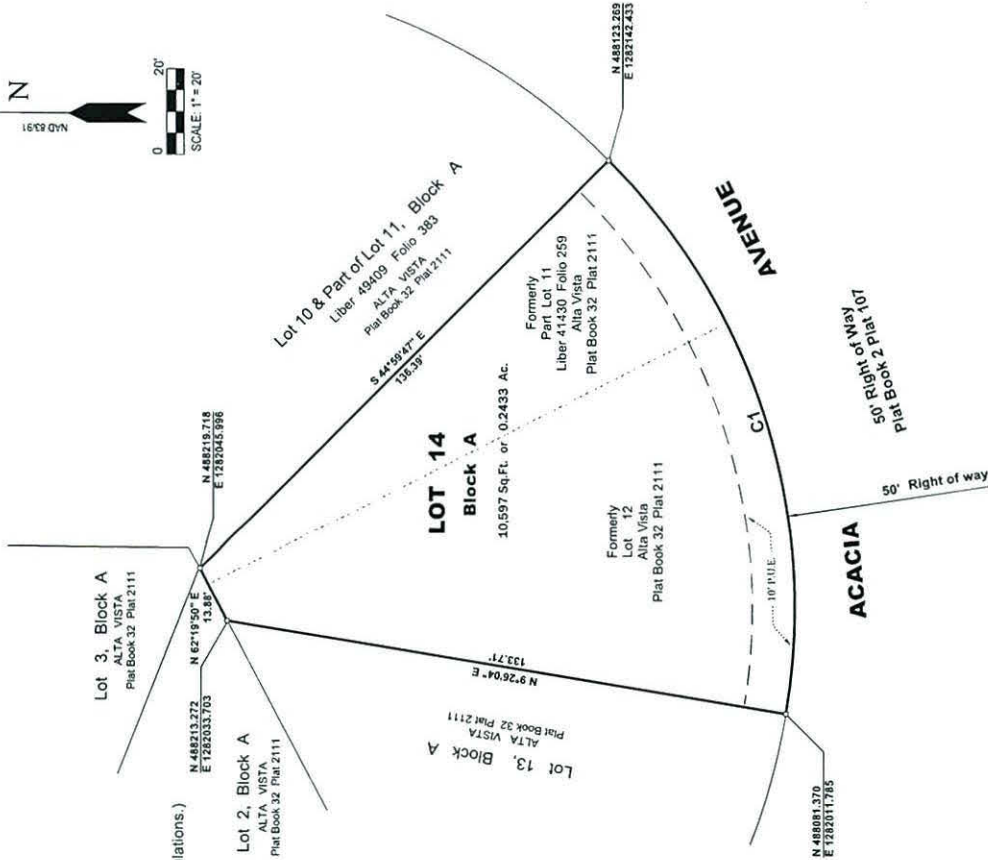 N
NAD 83/91
0 20'
SCALE: 1" = 20'
N 488123.269
E 1282142.433
Lot 10 & Part of Lot 11, Block A
Liber 49409 Folio 383
ALTA VISTA
Plat Book 32 Plat 2111
S 44°59'47" E
136.39'
N 488219.718
E 1282045.996
Lot 3, Block A
ALTA VISTA
Plat Book 32 Plat 2111
N 62°19'50" E
13.88'
N 488213.272
E 1282033.703
lations.)
Lot 2, Block A
ALTA VISTA
Plat Book 32 Plat 2111
LOT 14
Block A
10,597 Sq.Ft. or 0.2433 Ac.
Formerly
Part Lot 11
Liber 41430 Folio 259
Alta Vista
Plat Book 32 Plat 2111
Formerly
Lot 12
Alta Vista
Plat Book 32 Plat 2111
N 9°26'04" E
133.71'
Lot 13, Block A
ALTA VISTA
Plat Book 32 Plat 2111
10' P.U.E.
C1
ACACIA AVENUE
50' Right of Way
Plat Book 2 Plat 107
50' Right of way
N 488081.370
E 1282011.785